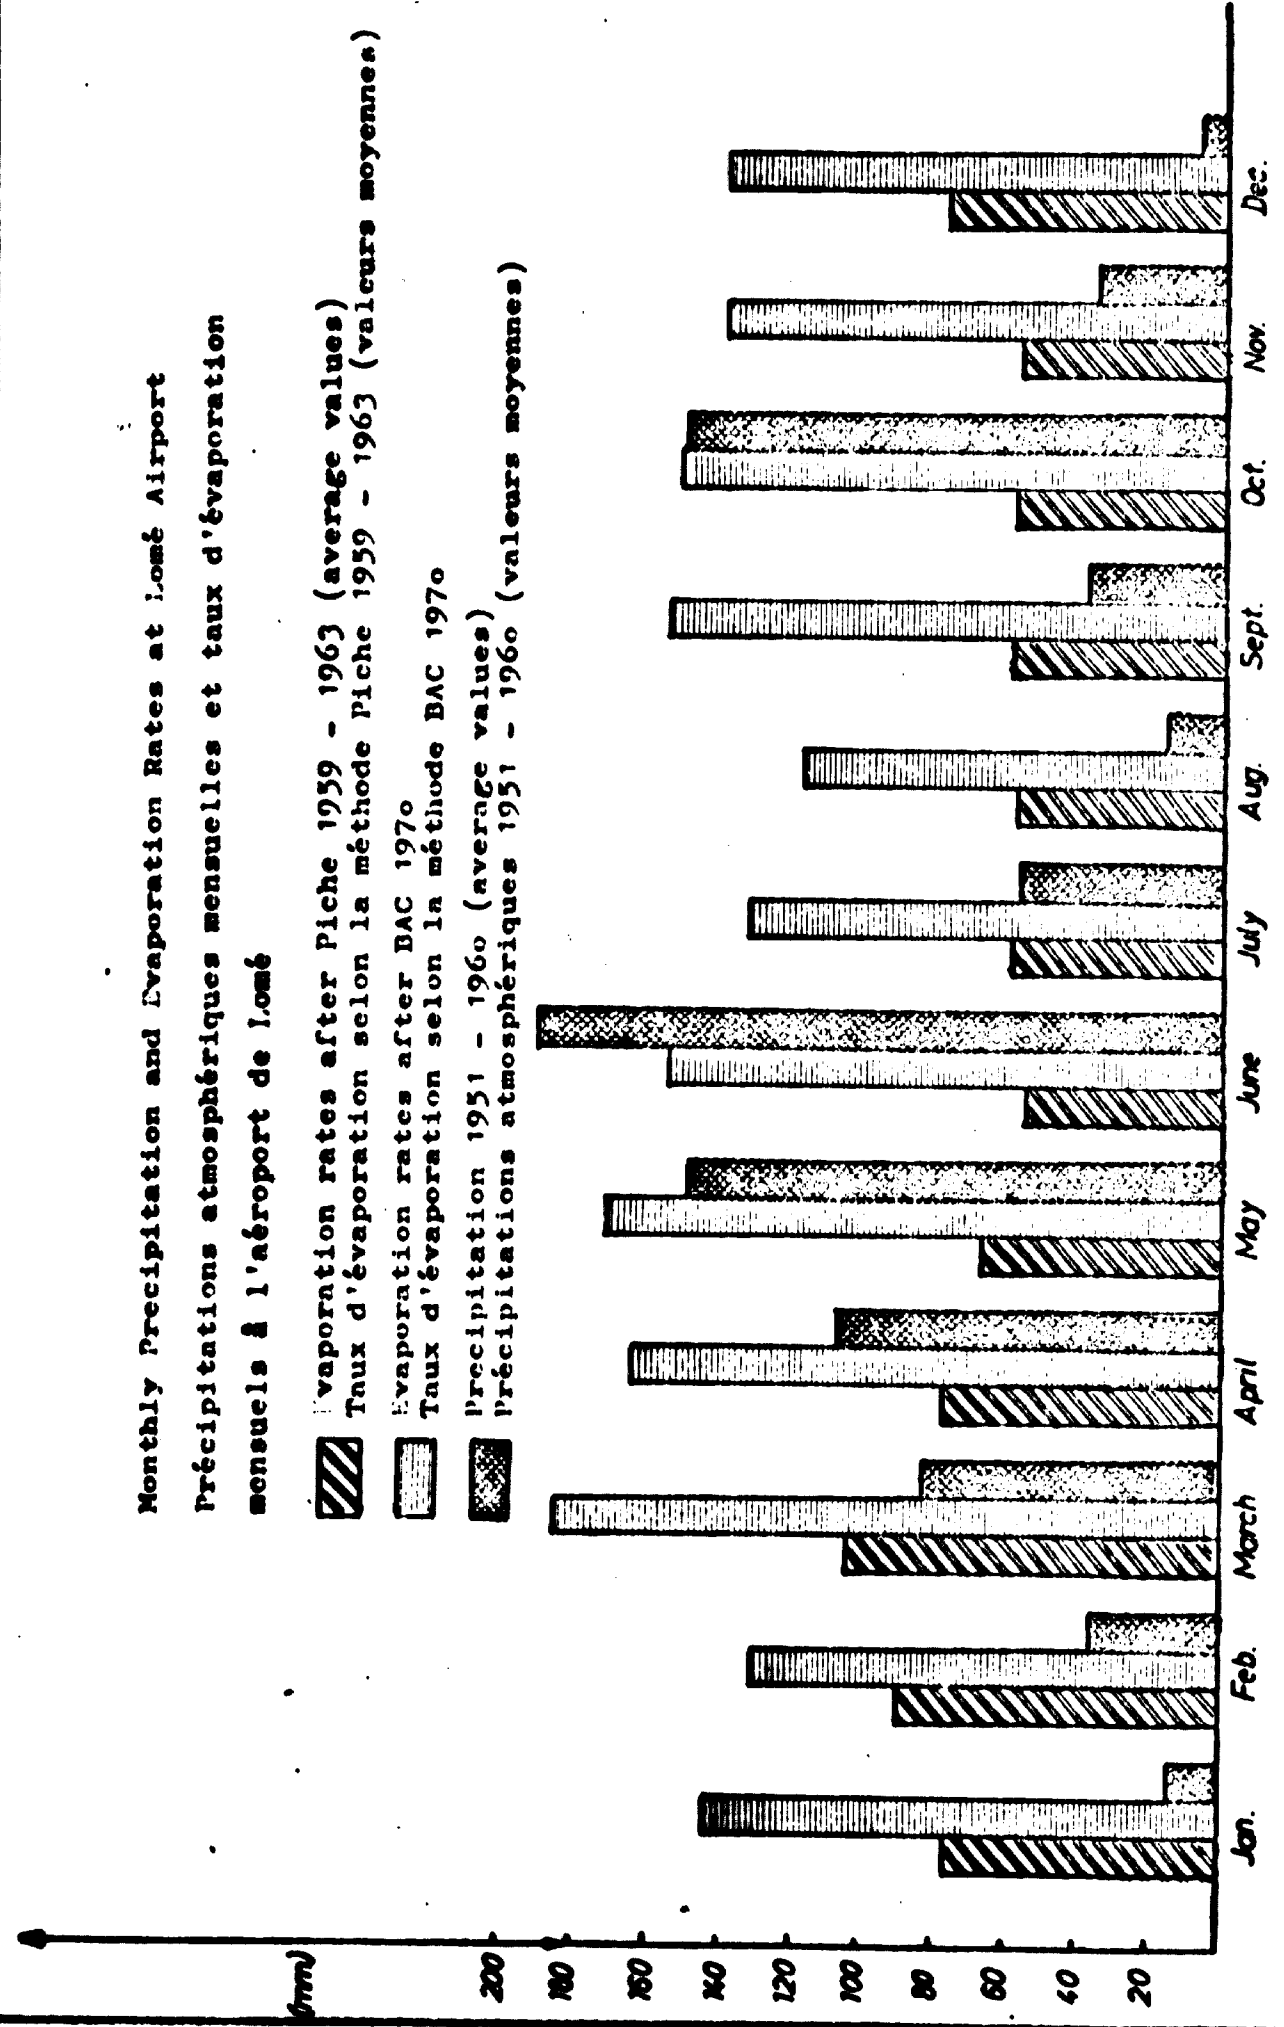 Monthly Precipitation and Evaporation Rates at Lomé Airport
Précipitations atmosphériques mensuelles et taux d'évaporation
mensuels à l'aéroport de Lomé
Evaporation rates after Piche 1959 - 1963 (average values)
Taux d'évaporation selon la méthode Piche 1959 - 1963 (valeurs moyennes)
Evaporation rates after BAC 1970
Taux d'évaporation selon la méthode BAC 1970
Precipitation 1951 - 1960 (average values)
Précipitations atmosphériques 1951 - 1960 (valeurs moyennes)
(mm)
200
180
160
140
120
100
80
60
40
20
Jan.
Feb.
March
April
May
June
July
Aug.
Sept.
Oct.
Nov.
Dec.